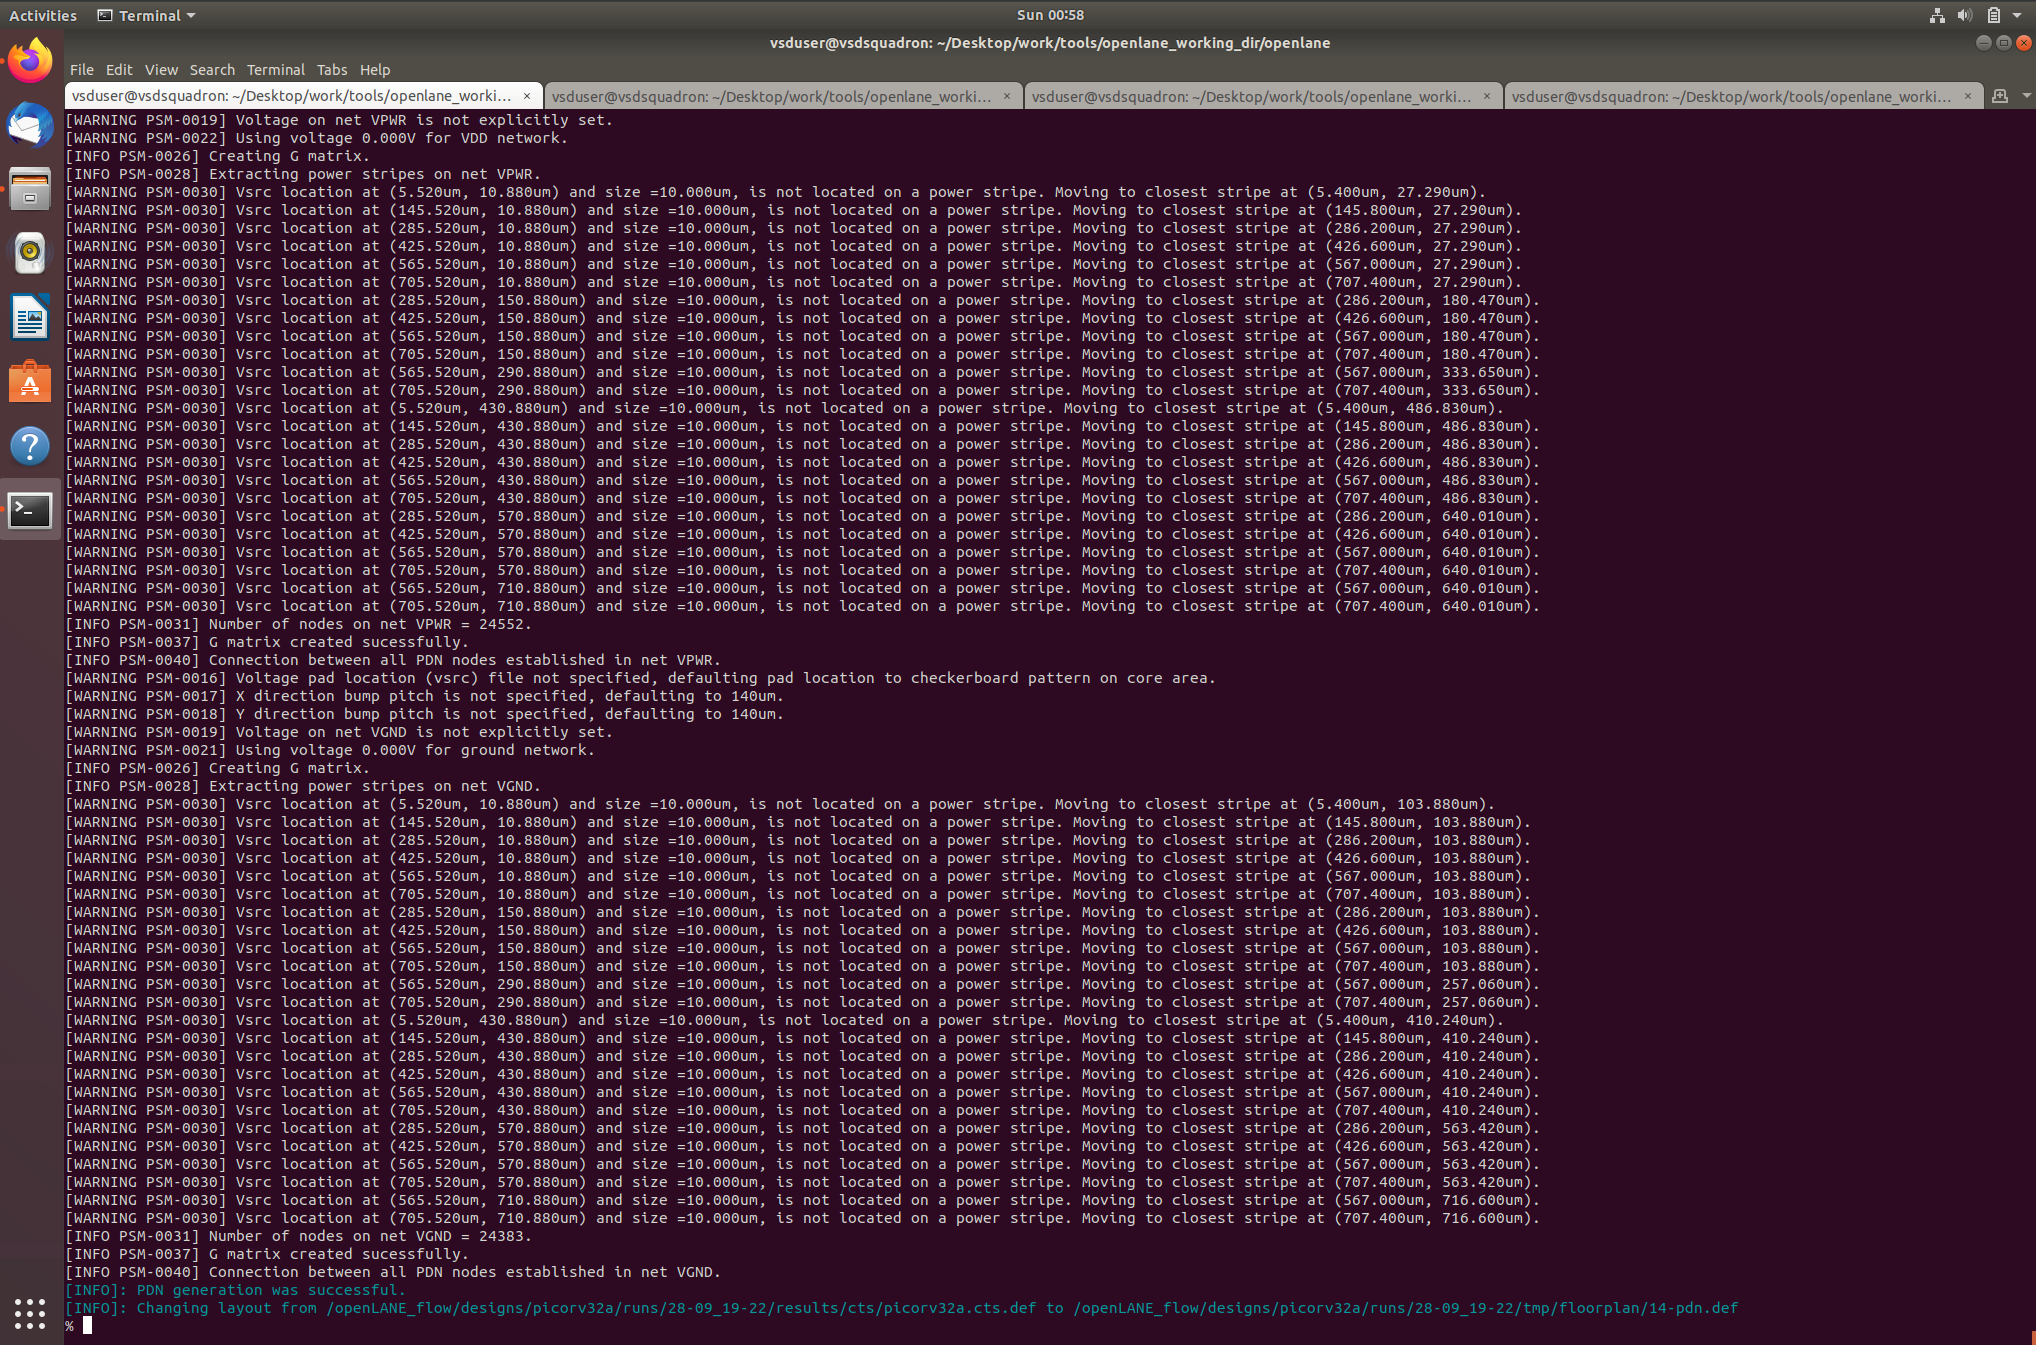 Activities Terminal Sun 00:58
vsduser@vsdsquadron: ~/Desktop/work/tools/openlane_working_dir/openlane
File Edit View Search Terminal Tabs Help
vsduser@vsdsquadron: ~/Desktop/work/tools/openlane_worki... × vsduser@vsdsquadron: ~/Desktop/work/tools/openlane_worki... × vsduser@vsdsquadron: ~/Desktop/work/tools/openlane_worki... × vsduser@vsdsquadron: ~/Desktop/work/tools/openlane_worki... ×
[WARNING PSM-0019] Voltage on net VPWR is not explicitly set.
[WARNING PSM-0022] Using voltage 0.000V for VDD network.
[INFO PSM-0026] Creating G matrix.
[INFO PSM-0028] Extracting power stripes on net VPWR.
[WARNING PSM-0030] Vsrc location at (5.520um, 10.880um) and size =10.000um, is not located on a power stripe. Moving to closest stripe at (5.400um, 27.290um).
[WARNING PSM-0030] Vsrc location at (145.520um, 10.880um) and size =10.000um, is not located on a power stripe. Moving to closest stripe at (145.800um, 27.290um).
[WARNING PSM-0030] Vsrc location at (285.520um, 10.880um) and size =10.000um, is not located on a power stripe. Moving to closest stripe at (286.200um, 27.290um).
[WARNING PSM-0030] Vsrc location at (425.520um, 10.880um) and size =10.000um, is not located on a power stripe. Moving to closest stripe at (426.600um, 27.290um).
[WARNING PSM-0030] Vsrc location at (565.520um, 10.880um) and size =10.000um, is not located on a power stripe. Moving to closest stripe at (567.000um, 27.290um).
[WARNING PSM-0030] Vsrc location at (705.520um, 10.880um) and size =10.000um, is not located on a power stripe. Moving to closest stripe at (707.400um, 27.290um).
[WARNING PSM-0030] Vsrc location at (285.520um, 150.880um) and size =10.000um, is not located on a power stripe. Moving to closest stripe at (286.200um, 180.470um).
[WARNING PSM-0030] Vsrc location at (425.520um, 150.880um) and size =10.000um, is not located on a power stripe. Moving to closest stripe at (426.600um, 180.470um).
[WARNING PSM-0030] Vsrc location at (565.520um, 150.880um) and size =10.000um, is not located on a power stripe. Moving to closest stripe at (567.000um, 180.470um).
[WARNING PSM-0030] Vsrc location at (705.520um, 150.880um) and size =10.000um, is not located on a power stripe. Moving to closest stripe at (707.400um, 180.470um).
[WARNING PSM-0030] Vsrc location at (565.520um, 290.880um) and size =10.000um, is not located on a power stripe. Moving to closest stripe at (567.000um, 333.650um).
[WARNING PSM-0030] Vsrc location at (705.520um, 290.880um) and size =10.000um, is not located on a power stripe. Moving to closest stripe at (707.400um, 333.650um).
[WARNING PSM-0030] Vsrc location at (5.520um, 430.880um) and size =10.000um, is not located on a power stripe. Moving to closest stripe at (5.400um, 486.830um).
[WARNING PSM-0030] Vsrc location at (145.520um, 430.880um) and size =10.000um, is not located on a power stripe. Moving to closest stripe at (145.800um, 486.830um).
[WARNING PSM-0030] Vsrc location at (285.520um, 430.880um) and size =10.000um, is not located on a power stripe. Moving to closest stripe at (286.200um, 486.830um).
[WARNING PSM-0030] Vsrc location at (425.520um, 430.880um) and size =10.000um, is not located on a power stripe. Moving to closest stripe at (426.600um, 486.830um).
[WARNING PSM-0030] Vsrc location at (565.520um, 430.880um) and size =10.000um, is not located on a power stripe. Moving to closest stripe at (567.000um, 486.830um).
[WARNING PSM-0030] Vsrc location at (705.520um, 430.880um) and size =10.000um, is not located on a power stripe. Moving to closest stripe at (707.400um, 486.830um).
[WARNING PSM-0030] Vsrc location at (285.520um, 570.880um) and size =10.000um, is not located on a power stripe. Moving to closest stripe at (286.200um, 640.010um).
[WARNING PSM-0030] Vsrc location at (425.520um, 570.880um) and size =10.000um, is not located on a power stripe. Moving to closest stripe at (426.600um, 640.010um).
[WARNING PSM-0030] Vsrc location at (565.520um, 570.880um) and size =10.000um, is not located on a power stripe. Moving to closest stripe at (567.000um, 640.010um).
[WARNING PSM-0030] Vsrc location at (705.520um, 570.880um) and size =10.000um, is not located on a power stripe. Moving to closest stripe at (707.400um, 640.010um).
[WARNING PSM-0030] Vsrc location at (565.520um, 710.880um) and size =10.000um, is not located on a power stripe. Moving to closest stripe at (567.000um, 640.010um).
[WARNING PSM-0030] Vsrc location at (705.520um, 710.880um) and size =10.000um, is not located on a power stripe. Moving to closest stripe at (707.400um, 640.010um).
[INFO PSM-0031] Number of nodes on net VPWR = 24552.
[INFO PSM-0037] G matrix created sucessfully.
[INFO PSM-0040] Connection between all PDN nodes established in net VPWR.
[WARNING PSM-0016] Voltage pad location (vsrc) file not specified, defaulting pad location to checkerboard pattern on core area.
[WARNING PSM-0017] X direction bump pitch is not specified, defaulting to 140um.
[WARNING PSM-0018] Y direction bump pitch is not specified, defaulting to 140um.
[WARNING PSM-0019] Voltage on net VGND is not explicitly set.
[WARNING PSM-0021] Using voltage 0.000V for ground network.
[INFO PSM-0026] Creating G matrix.
[INFO PSM-0028] Extracting power stripes on net VGND.
[WARNING PSM-0030] Vsrc location at (5.520um, 10.880um) and size =10.000um, is not located on a power stripe. Moving to closest stripe at (5.400um, 103.880um).
[WARNING PSM-0030] Vsrc location at (145.520um, 10.880um) and size =10.000um, is not located on a power stripe. Moving to closest stripe at (145.800um, 103.880um).
[WARNING PSM-0030] Vsrc location at (285.520um, 10.880um) and size =10.000um, is not located on a power stripe. Moving to closest stripe at (286.200um, 103.880um).
[WARNING PSM-0030] Vsrc location at (425.520um, 10.880um) and size =10.000um, is not located on a power stripe. Moving to closest stripe at (426.600um, 103.880um).
[WARNING PSM-0030] Vsrc location at (565.520um, 10.880um) and size =10.000um, is not located on a power stripe. Moving to closest stripe at (567.000um, 103.880um).
[WARNING PSM-0030] Vsrc location at (705.520um, 10.880um) and size =10.000um, is not located on a power stripe. Moving to closest stripe at (707.400um, 103.880um).
[WARNING PSM-0030] Vsrc location at (285.520um, 150.880um) and size =10.000um, is not located on a power stripe. Moving to closest stripe at (286.200um, 103.880um).
[WARNING PSM-0030] Vsrc location at (425.520um, 150.880um) and size =10.000um, is not located on a power stripe. Moving to closest stripe at (426.600um, 103.880um).
[WARNING PSM-0030] Vsrc location at (565.520um, 150.880um) and size =10.000um, is not located on a power stripe. Moving to closest stripe at (567.000um, 103.880um).
[WARNING PSM-0030] Vsrc location at (705.520um, 150.880um) and size =10.000um, is not located on a power stripe. Moving to closest stripe at (707.400um, 103.880um).
[WARNING PSM-0030] Vsrc location at (565.520um, 290.880um) and size =10.000um, is not located on a power stripe. Moving to closest stripe at (567.000um, 257.060um).
[WARNING PSM-0030] Vsrc location at (705.520um, 290.880um) and size =10.000um, is not located on a power stripe. Moving to closest stripe at (707.400um, 257.060um).
[WARNING PSM-0030] Vsrc location at (5.520um, 430.880um) and size =10.000um, is not located on a power stripe. Moving to closest stripe at (5.400um, 410.240um).
[WARNING PSM-0030] Vsrc location at (145.520um, 430.880um) and size =10.000um, is not located on a power stripe. Moving to closest stripe at (145.800um, 410.240um).
[WARNING PSM-0030] Vsrc location at (285.520um, 430.880um) and size =10.000um, is not located on a power stripe. Moving to closest stripe at (286.200um, 410.240um).
[WARNING PSM-0030] Vsrc location at (425.520um, 430.880um) and size =10.000um, is not located on a power stripe. Moving to closest stripe at (426.600um, 410.240um).
[WARNING PSM-0030] Vsrc location at (565.520um, 430.880um) and size =10.000um, is not located on a power stripe. Moving to closest stripe at (567.000um, 410.240um).
[WARNING PSM-0030] Vsrc location at (705.520um, 430.880um) and size =10.000um, is not located on a power stripe. Moving to closest stripe at (707.400um, 410.240um).
[WARNING PSM-0030] Vsrc location at (285.520um, 570.880um) and size =10.000um, is not located on a power stripe. Moving to closest stripe at (286.200um, 563.420um).
[WARNING PSM-0030] Vsrc location at (425.520um, 570.880um) and size =10.000um, is not located on a power stripe. Moving to closest stripe at (426.600um, 563.420um).
[WARNING PSM-0030] Vsrc location at (565.520um, 570.880um) and size =10.000um, is not located on a power stripe. Moving to closest stripe at (567.000um, 563.420um).
[WARNING PSM-0030] Vsrc location at (705.520um, 570.880um) and size =10.000um, is not located on a power stripe. Moving to closest stripe at (707.400um, 563.420um).
[WARNING PSM-0030] Vsrc location at (565.520um, 710.880um) and size =10.000um, is not located on a power stripe. Moving to closest stripe at (567.000um, 716.600um).
[WARNING PSM-0030] Vsrc location at (705.520um, 710.880um) and size =10.000um, is not located on a power stripe. Moving to closest stripe at (707.400um, 716.600um).
[INFO PSM-0031] Number of nodes on net VGND = 24383.
[INFO PSM-0037] G matrix created sucessfully.
[INFO PSM-0040] Connection between all PDN nodes established in net VGND.
[INFO]: PDN generation was successful.
[INFO]: Changing layout from /openLANE_flow/designs/picorv32a/runs/28-09_19-22/results/cts/picorv32a.cts.def to /openLANE_flow/designs/picorv32a/runs/28-09_19-22/tmp/floorplan/14-pdn.def
%